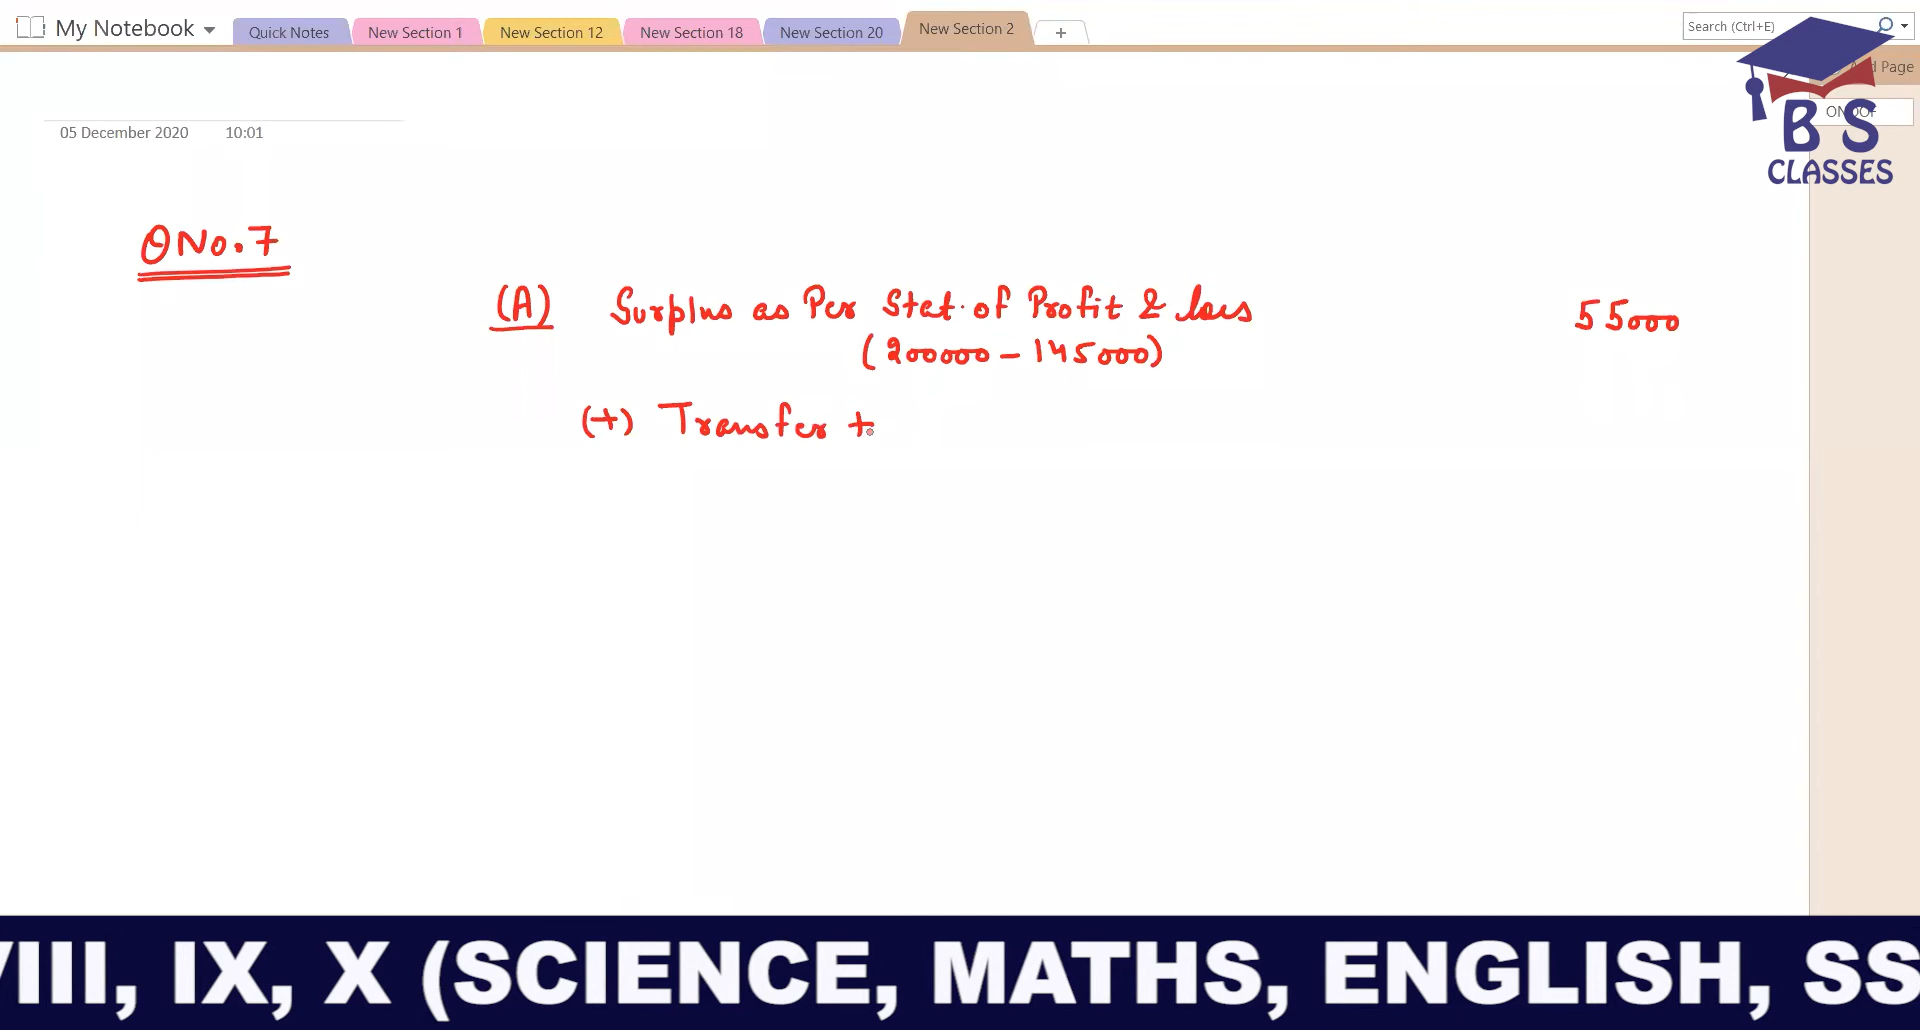 My Notebook
Quick Notes
New Section 1
New Section 12
New Section 18
New Section 20
New Section 2
+
Search (Ctrl+E)
Page
B S
CLASSES
05 December 2020 10:01
QNo.7
(A) Surplus as Per Stat. of Profit & loss 55000
(200000 - 145000)
(+) Transfer t
VIII, IX, X (SCIENCE, MATHS, ENGLISH, SS